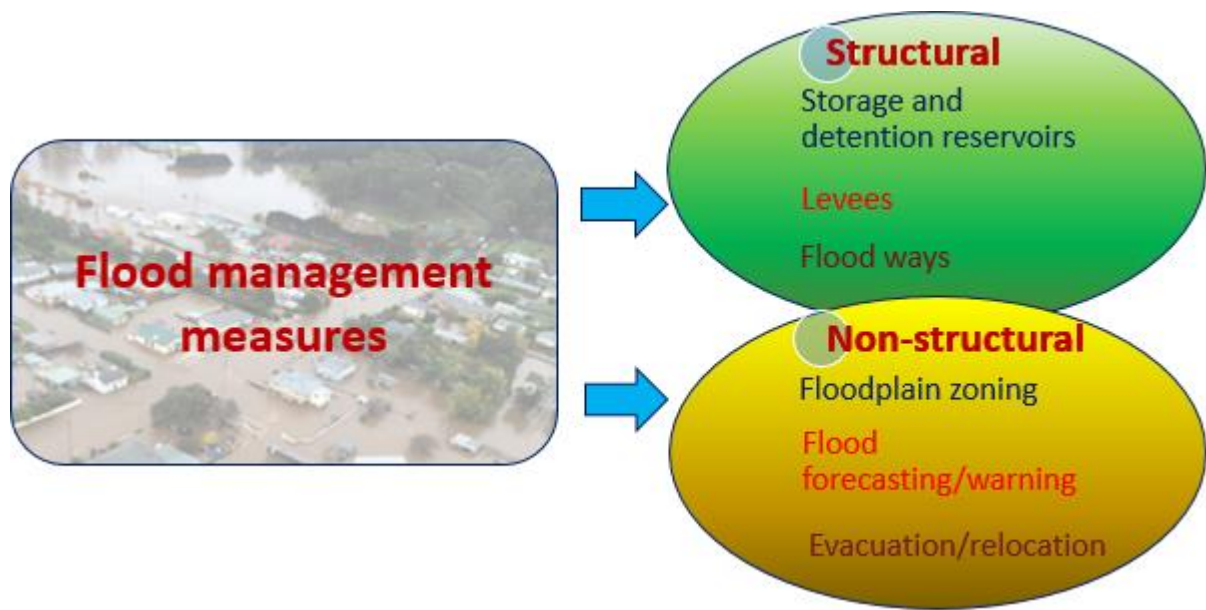 Flood management
measures
Structural
Storage and
detention reservoirs
Levees
Flood ways
Non-structural
Floodplain zoning
Flood
forecasting/warning
Evacuation/relocation